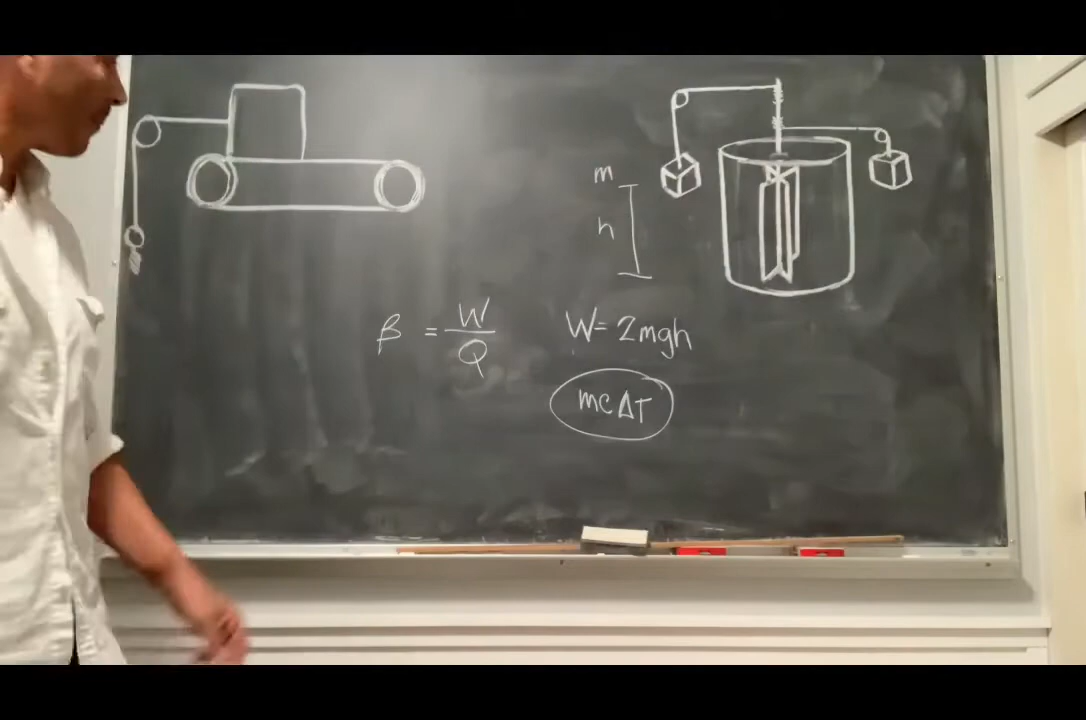 m
h
β = W/Q
W = 2mgh
mcΔT